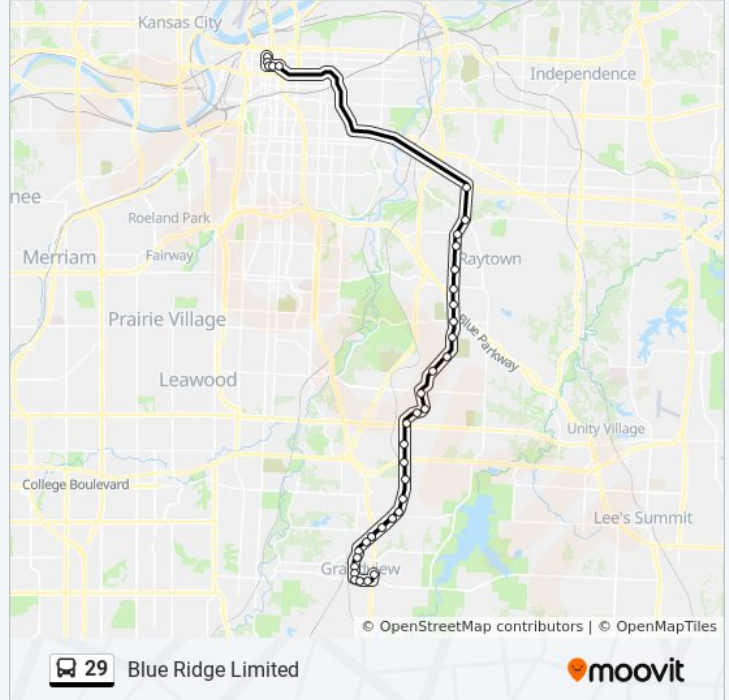 Kansas City
Independence
nee
Roeland Park
Merriam
Fairway
Raytown
Prairie Village
Blue Parkway
Leawood
Unity Village
College Boulevard
Lee's Summit
Grandview
© OpenStreetMap contributors | © OpenMapTiles
29 Blue Ridge Limited
moovit